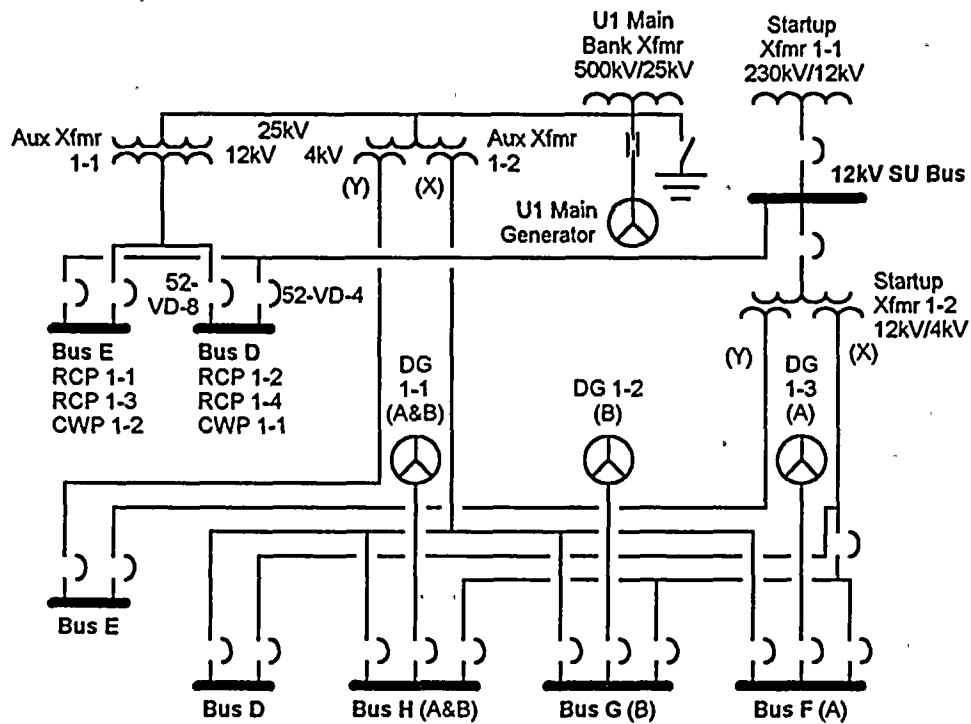 U1 Main
Bank Xfmr
500kV/25kV
Startup
Xfmr 1-1
230kV/12kV
Aux Xfmr
1-1
25kV
12kV
4kV
Aux Xfmr
1-2
(Y)
(X)
12kV SU Bus
U1 Main
Generator
52-
VD-8
52-VD-4
Startup
Xfmr 1-2
12kV/4kV
(Y)
(X)
Bus E
RCP 1-1
RCP 1-3
CWP 1-2
Bus D
RCP 1-2
RCP 1-4
CWP 1-1
DG
1-1
(A&B)
DG 1-2
(B)
DG
1-3
(A)
Bus E
Bus D
Bus H (A&B)
Bus G (B)
Bus F (A)